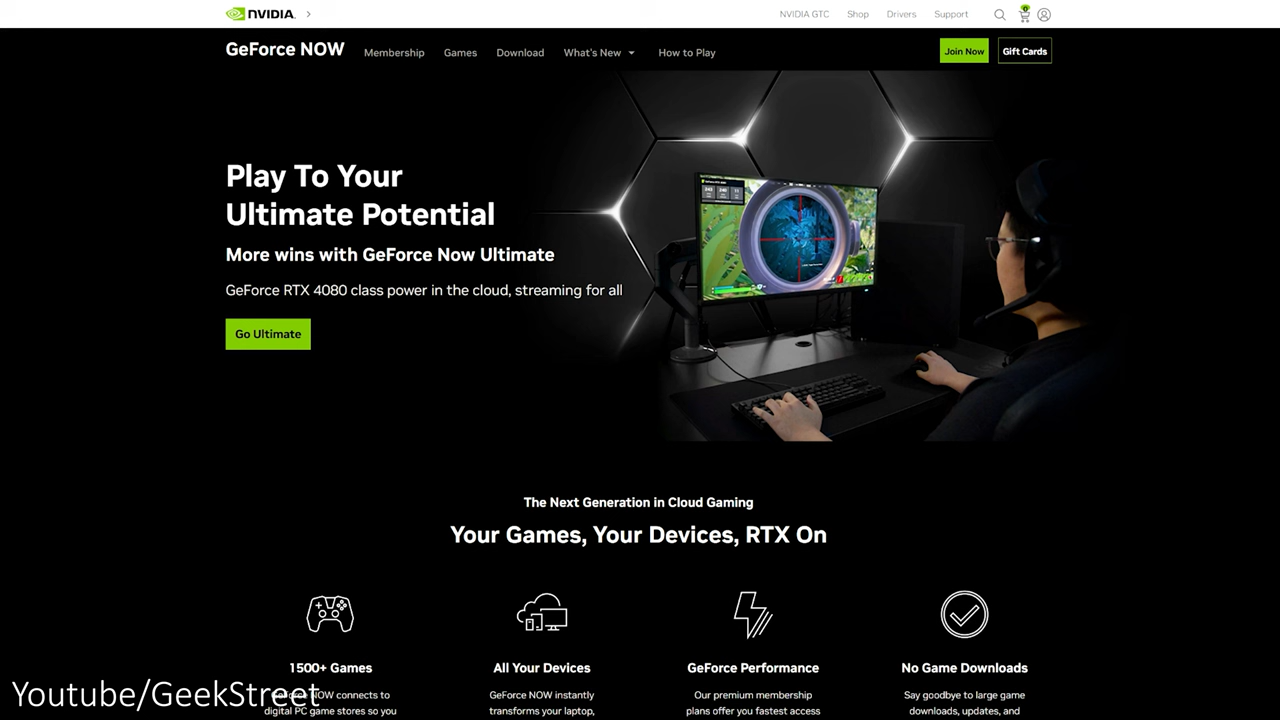 NVIDIA.
NVIDIA GTC
Shop
Drivers
Support
0
GeForce NOW
Membership
Games
Download
What's New
How to Play
Join Now
Gift Cards
Play To Your
Ultimate Potential
More wins with GeForce Now Ultimate
GeForce RTX 4080 class power in the cloud, streaming for all
Go Ultimate
The Next Generation in Cloud Gaming
Your Games, Your Devices, RTX On
1500+ Games
GeForce NOW connects to
digital PC game stores so you
All Your Devices
GeForce NOW instantly
transforms your laptop,
GeForce Performance
Our premium membership
plans offer you fastest access
No Game Downloads
Say goodbye to large game
downloads, updates, and
Youtube/GeekStreet